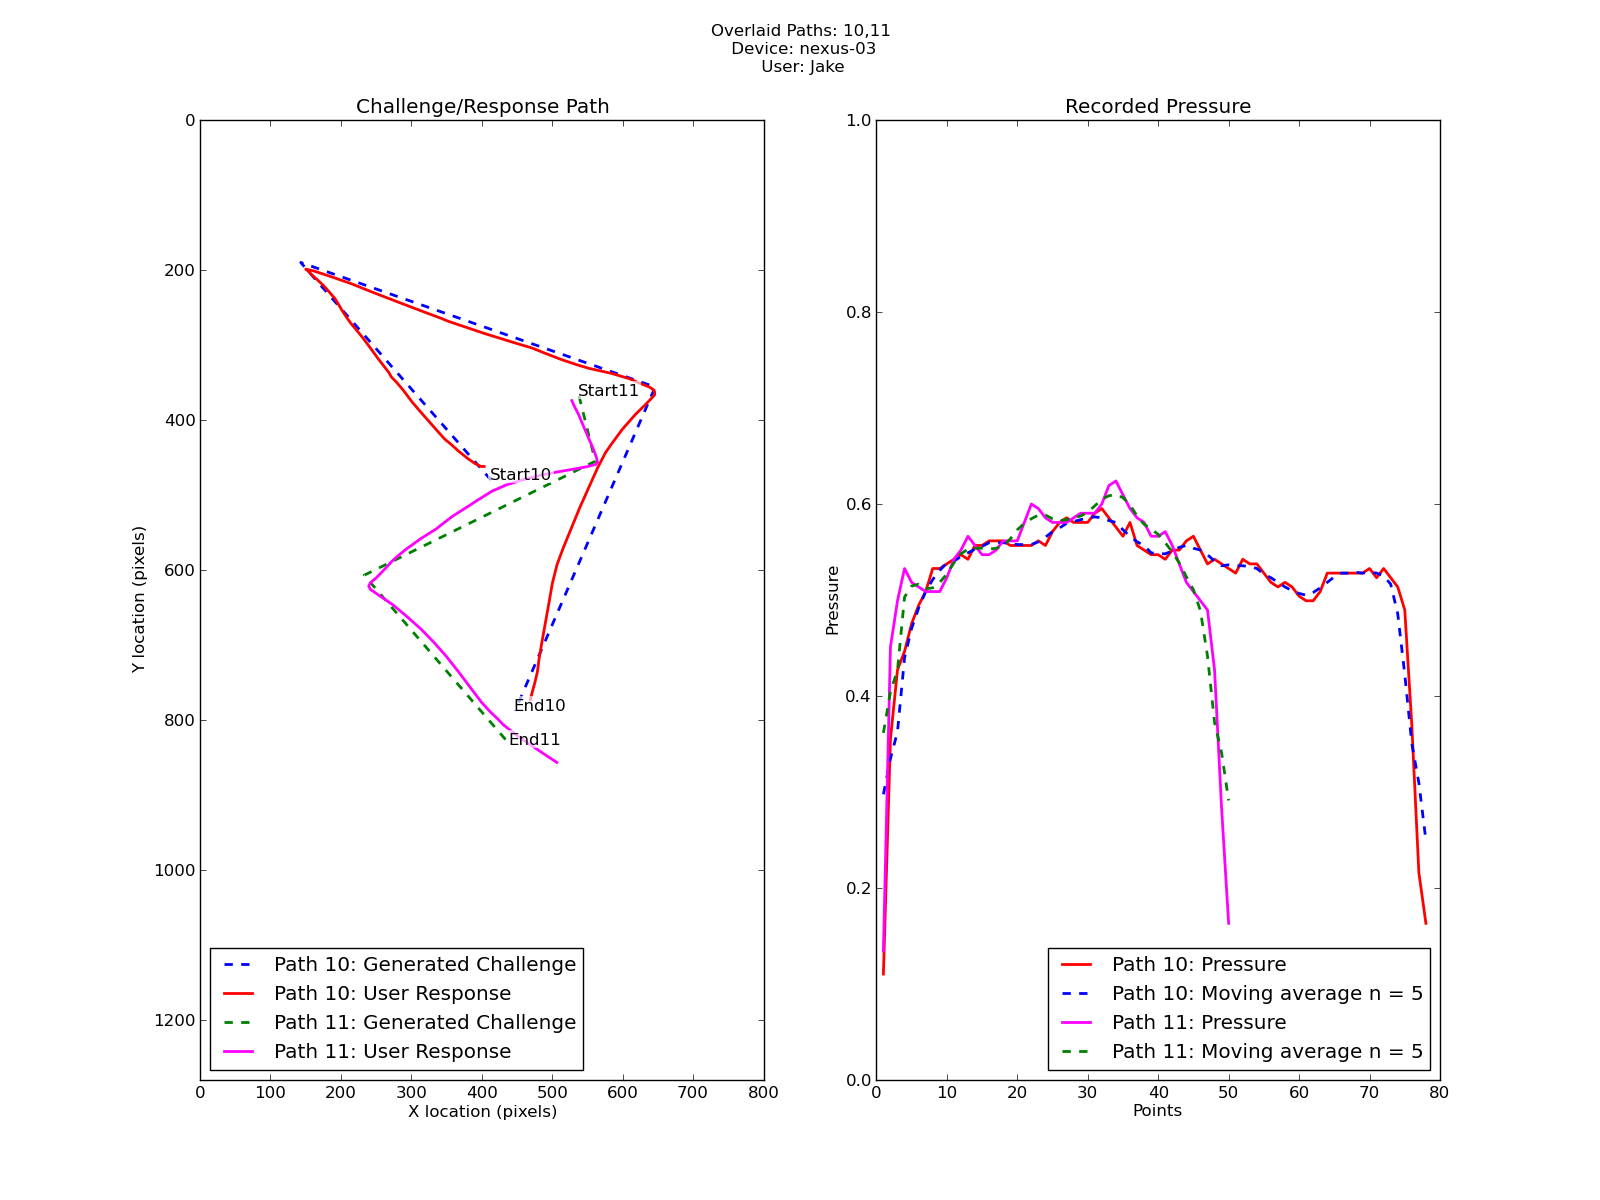 Overlaid Paths: 10,11
Device: nexus-03
User: Jake
Challenge/Response Path
0
200
400
600
800
1000
1200
Y location (pixels)
Start11
Start10
End10
End11
Path 10: Generated Challenge
Path 10: User Response
Path 11: Generated Challenge
Path 11: User Response
0 100 200 300 400 500 600 700 800
X location (pixels)
Recorded Pressure
1.0
0.8
0.6
0.4
0.2
0.0
Pressure
Path 10: Pressure
Path 10: Moving average n = 5
Path 11: Pressure
Path 11: Moving average n = 5
0 10 20 30 40 50 60 70 80
Points